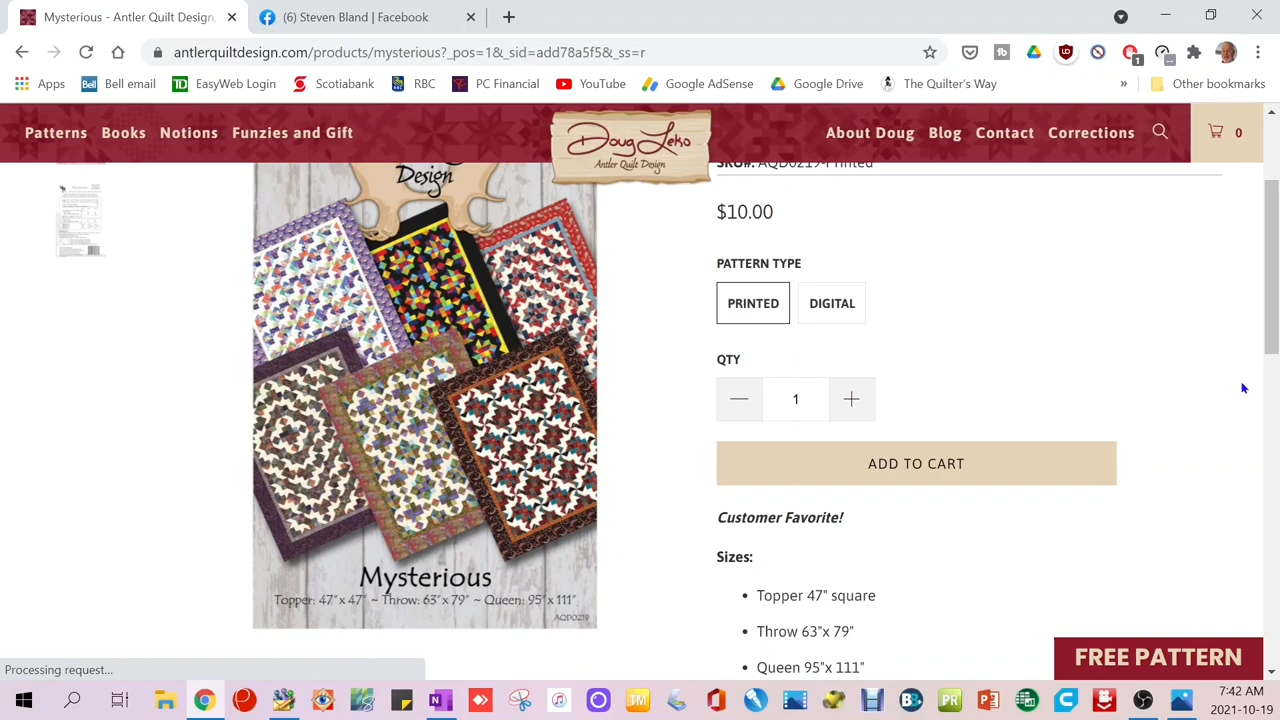 Mysterious - Antler Quilt Design,
(6) Steven Bland | Facebook
antlerquiltdesign.com/products/mysterious?_pos=1&_sid=add78a5f5&_ss=r
Apps
Bell
Bell email
TD
EasyWeb Login
Scotiabank
RBC
PC Financial
YouTube
Google AdSense
Google Drive
The Quilter's Way
»
Other bookmarks
Patterns
Books
Notions
Funzies and Gift
Doug Leko
Antler Quilt Design
About Doug
Blog
Contact
Corrections
0
SKU#: AQD0219-Printed
Design
$10.00
PATTERN TYPE
PRINTED
DIGITAL
QTY
1
ADD TO CART
Customer Favorite!
Sizes:
• Topper 47" square
• Throw 63"x 79"
• Queen 95"x 111"
Mysterious
Topper: 47"x 47" ~ Throw: 63"x 79" ~ Queen: 95"x 111"
AQD0219
FREE PATTERN
Processing request...
7:42 AM
2021-10-19